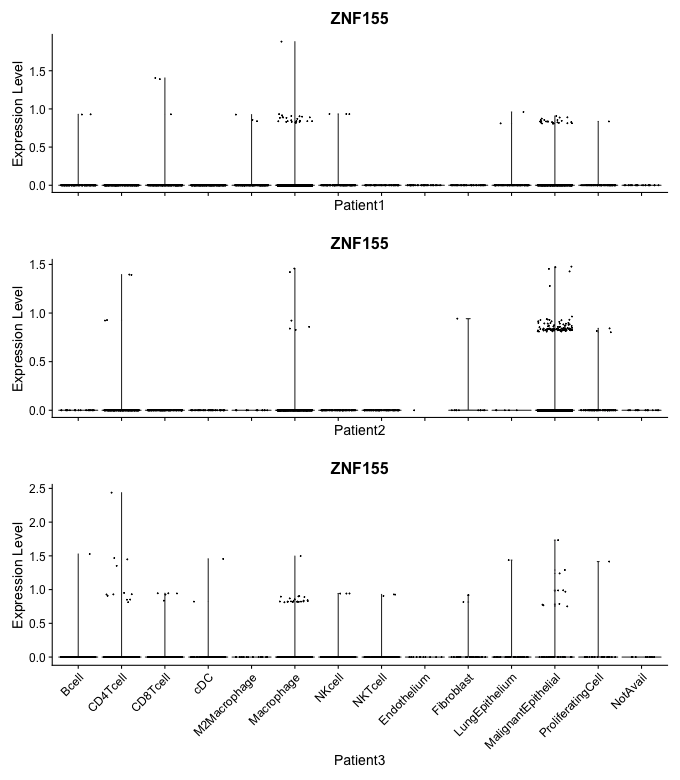 ZNF155
Expression Level
1.5
1.0
0.5
0.0
Patient1
ZNF155
Expression Level
1.5
1.0
0.5
0.0
Patient2
ZNF155
Expression Level
2.5
2.0
1.5
1.0
0.5
0.0
Bcell
CD4Tcell
CD8Tcell
cDC
M2Macrophage
Macrophage
NKcell
NKTcell
Endothelium
Fibroblast
LungEpithelium
MalignantEpithelial
ProliferatingCell
NotAvail
Patient3